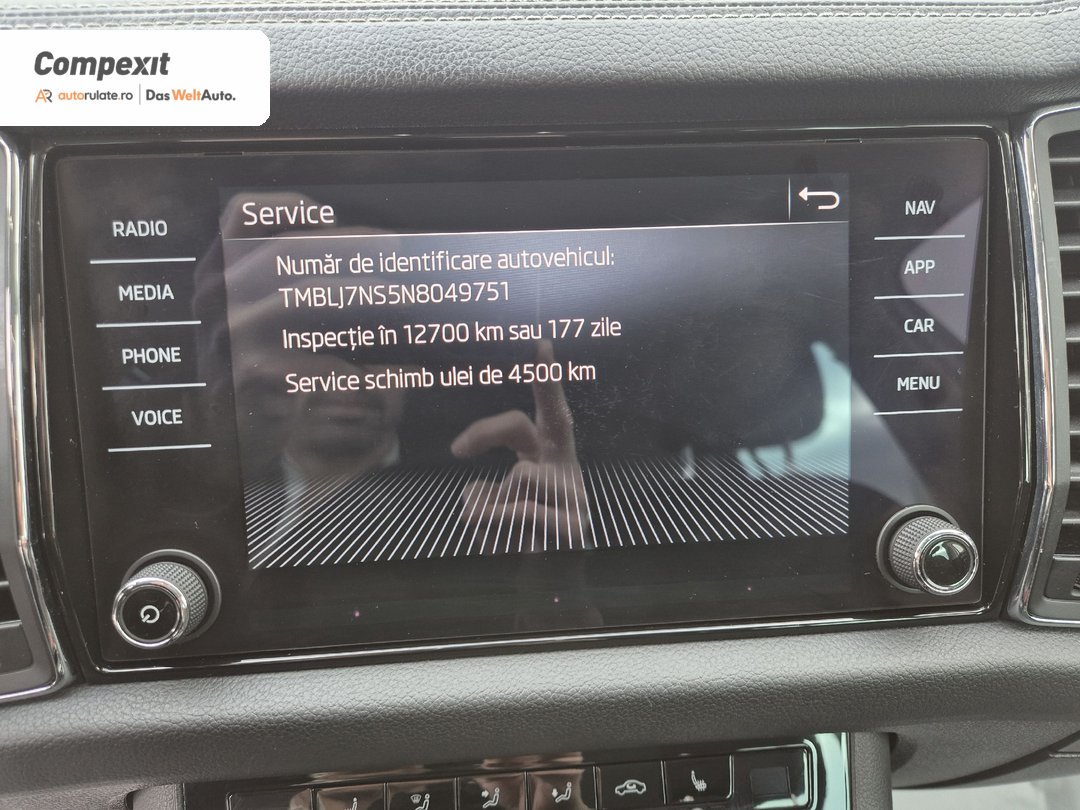 Compexit
autorulate.ro | Das WeltAuto.
Service
RADIO
MEDIA
PHONE
VOICE
Număr de identificare autovehicul:
TMBLJ7NS5N8049751
Inspecție în 12700 km sau 177 zile
Service schimb ulei de 4500 km
NAV
APP
CAR
MENU